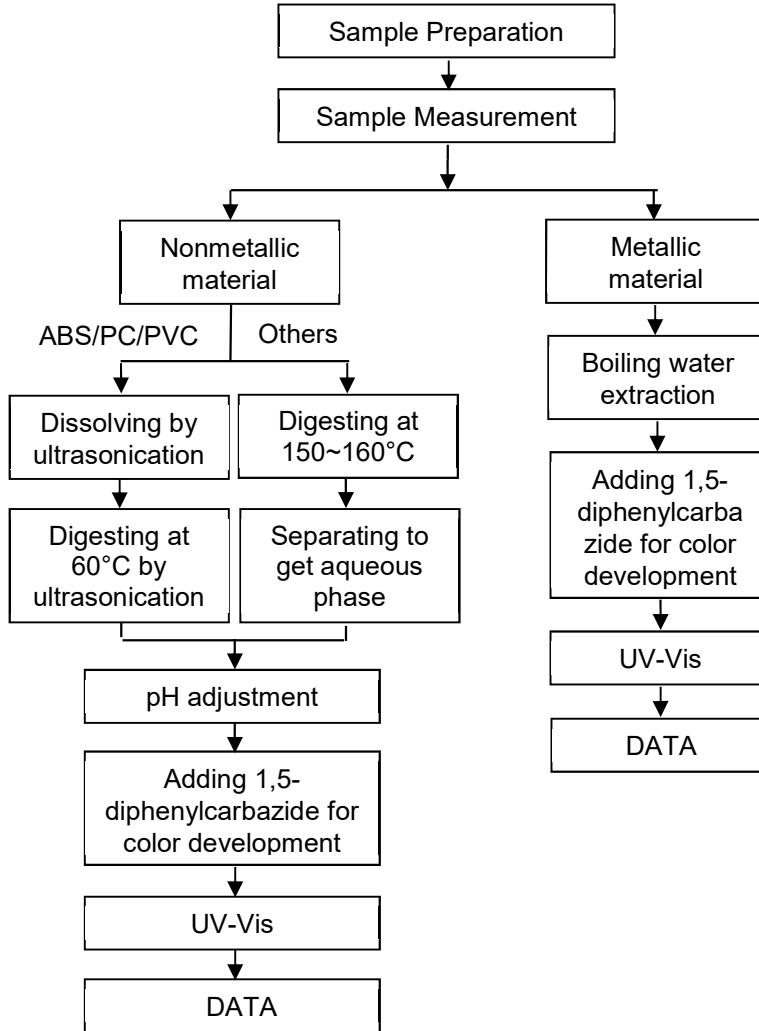 Sample Preparation
Sample Measurement
Nonmetallic
material
ABS/PC/PVC
Others
Dissolving by
ultrasonication
Digesting at
150~160°C
Digesting at
60°C by
ultrasonication
Separating to
get aqueous
phase
pH adjustment
Adding 1,5-
diphenylcarbazide for
color development
UV-Vis
DATA
Metallic
material
Boiling water
extraction
Adding 1,5-
diphenylcarba
zide for color
development
UV-Vis
DATA